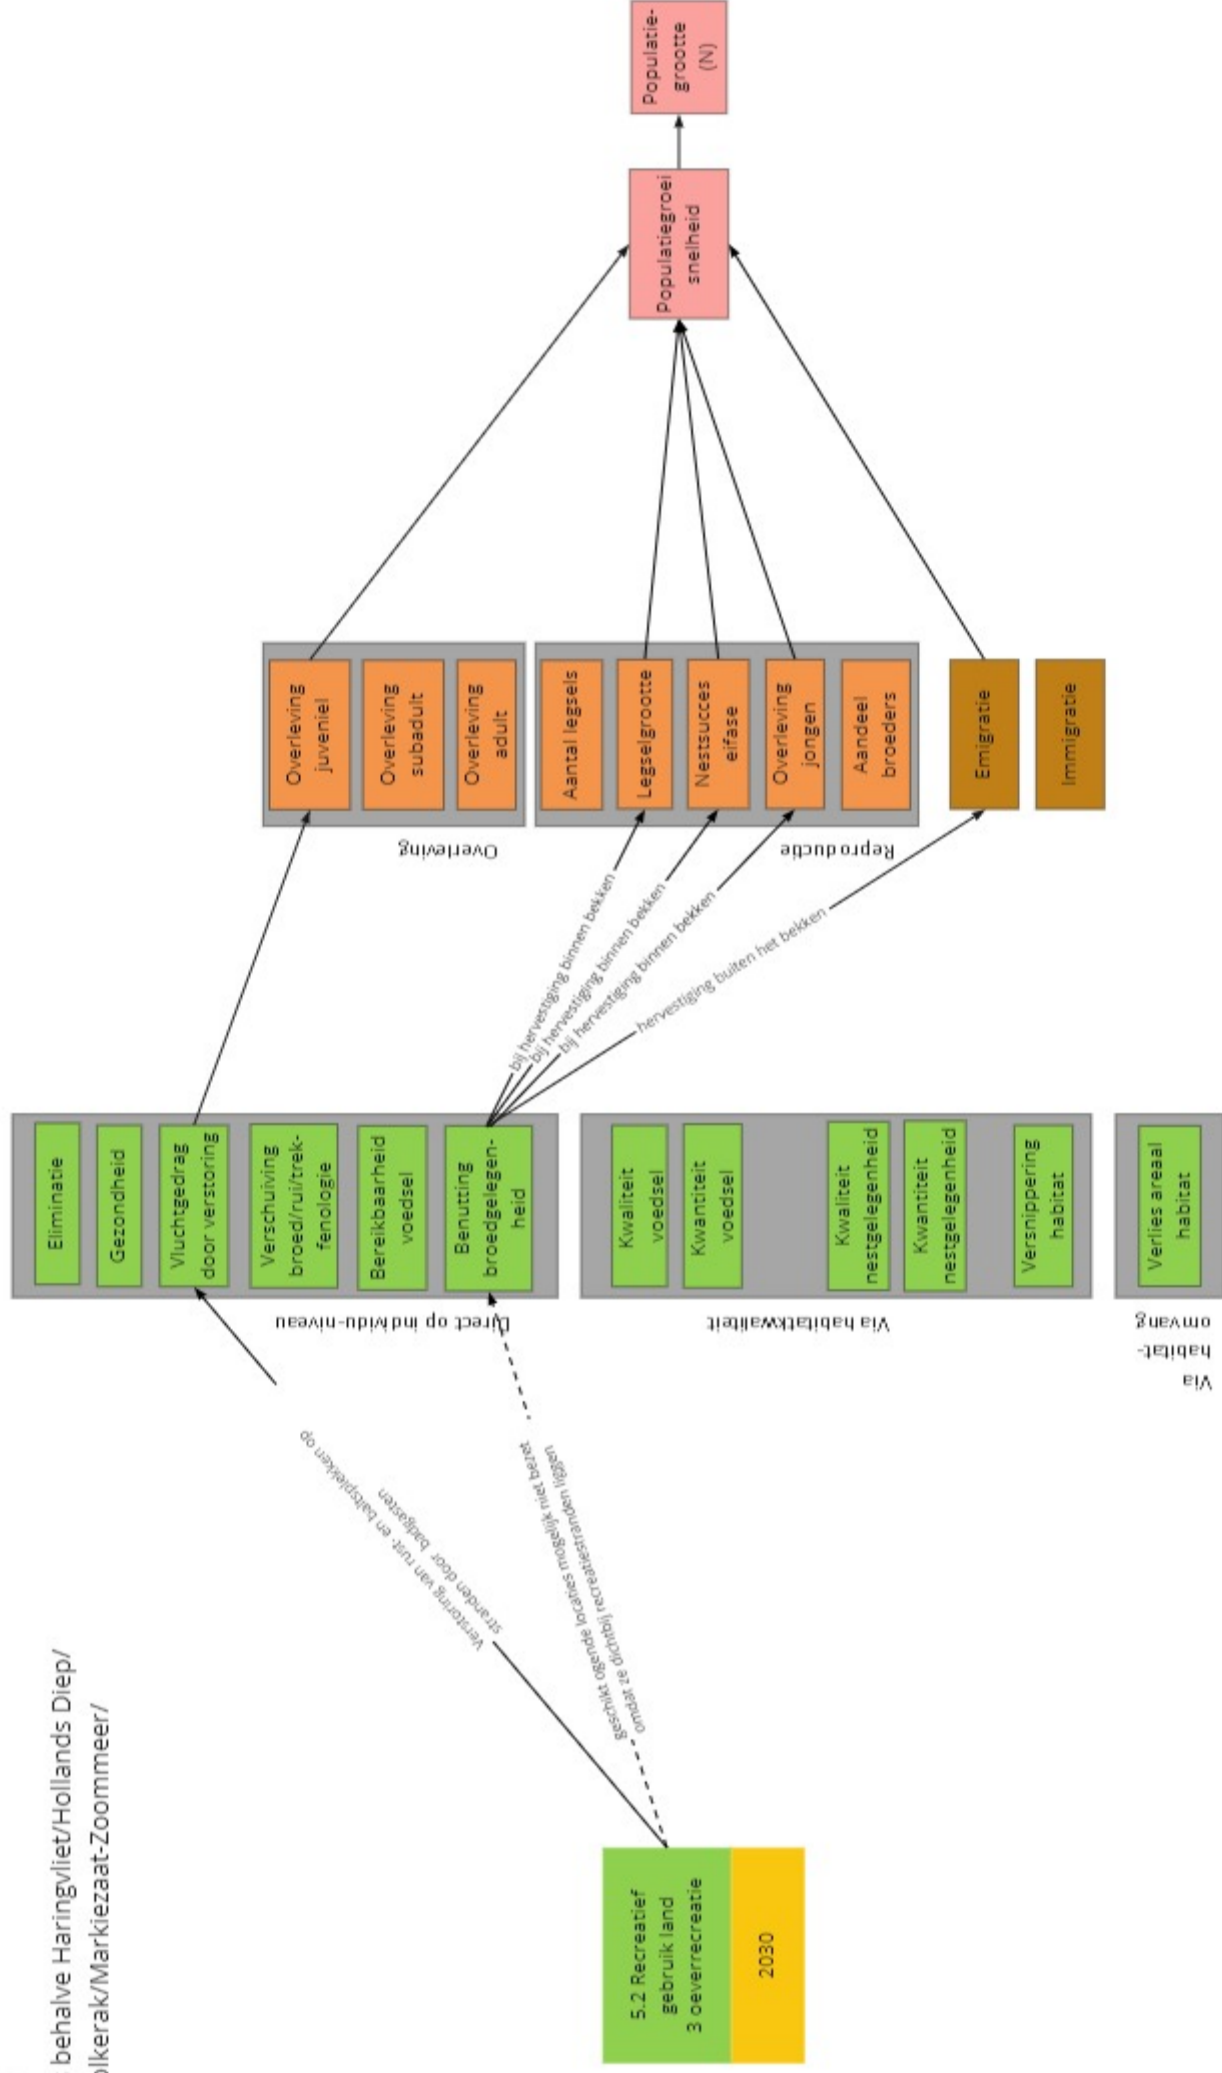 behalve Haringvliet/Hollands Diep/
olkerak/Markiezaat-Zoommeer/
5.2 Recreatief
gebruik land
3 oeverrecreatie
2030
Verstoring van rust- en baltsplekken op
stranden door badgasten
geschikt ogende locaties mogelijk niet bezet
omdat ze dichtbij recreatiestranden liggen
Direct op individu-niveau
Eliminatie
Gezondheid
Vluchtgedrag
door verstoring
Verschuiving
broed/rui/trek-
fenologie
Bereikbaarheid
voedsel
Benutting
broedgelegen-
heid
Via habitatkwaliteit
Kwaliteit
voedsel
Kwantiteit
voedsel
Kwaliteit
nestgelegenheid
Kwantiteit
nestgelegenheid
Versnippering
habitat
Via
habitat-
omvang
Verlies areaal
habitat
bij hervestiging binnen bekken
bij hervestiging binnen bekken
bij hervestiging binnen bekken
hervestiging buiten het bekken
Overleving
Overleving
juveniel
Overleving
subadult
Overleving
adult
Reproductie
Aantal legsels
Legselgrootte
Nestsucces
eifase
Overleving
jongen
Aandeel
broeders
Emigratie
Immigratie
Populatiegroei
snelheid
Populatie-
grootte
(N)